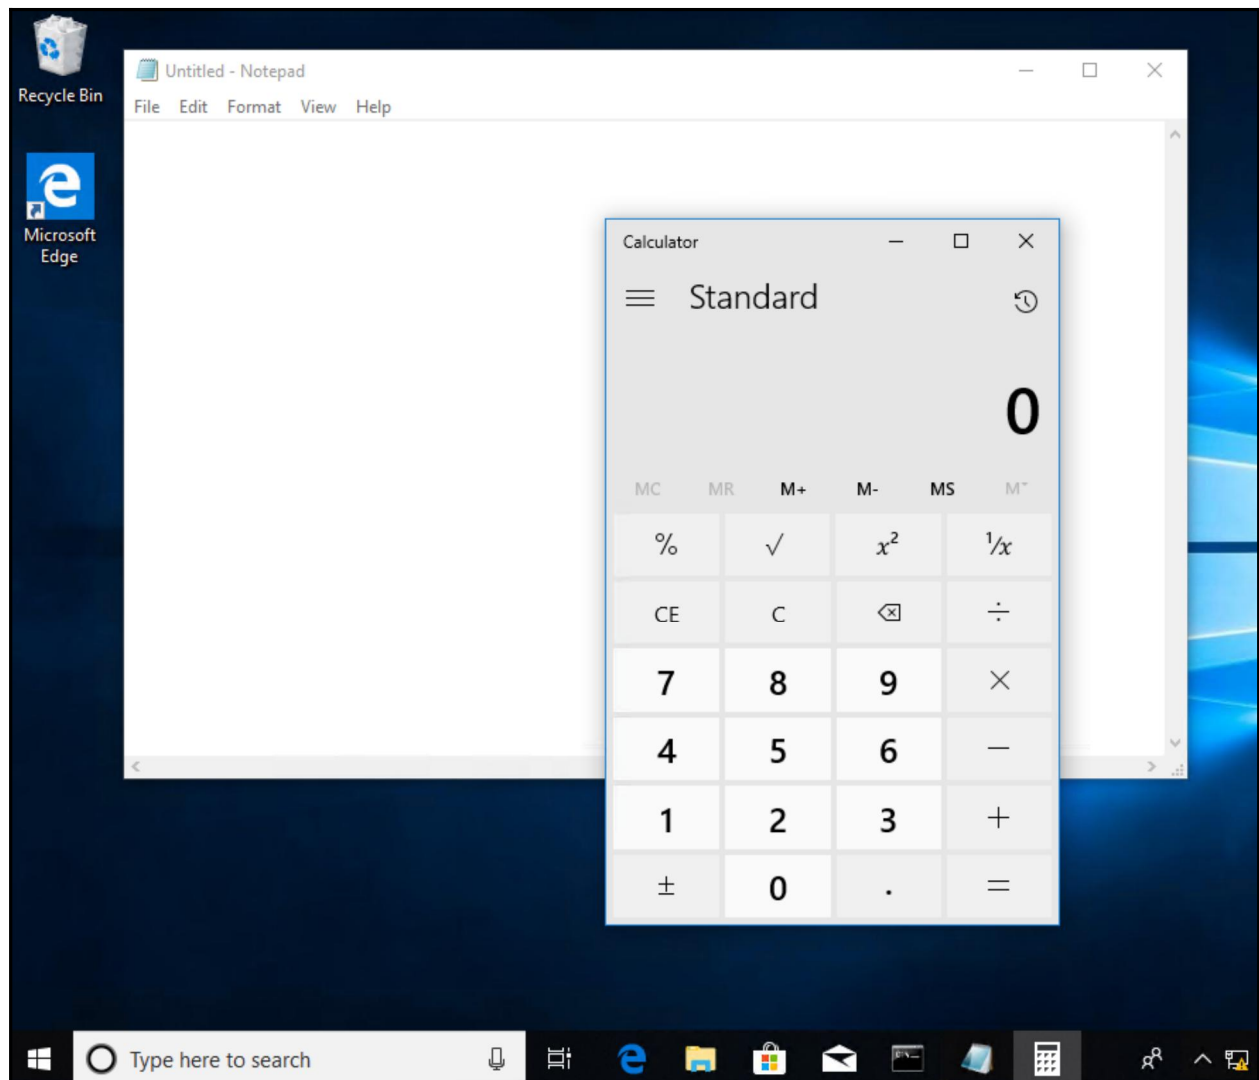 Recycle Bin
Microsoft
Edge
Untitled - Notepad
File Edit Format View Help
Calculator
Standard
0
MC MR M+ M- MS M˅
% √ x² ¹/x
CE C ÷
7 8 9 ×
4 5 6 −
1 2 3 +
± 0 . =
Type here to search